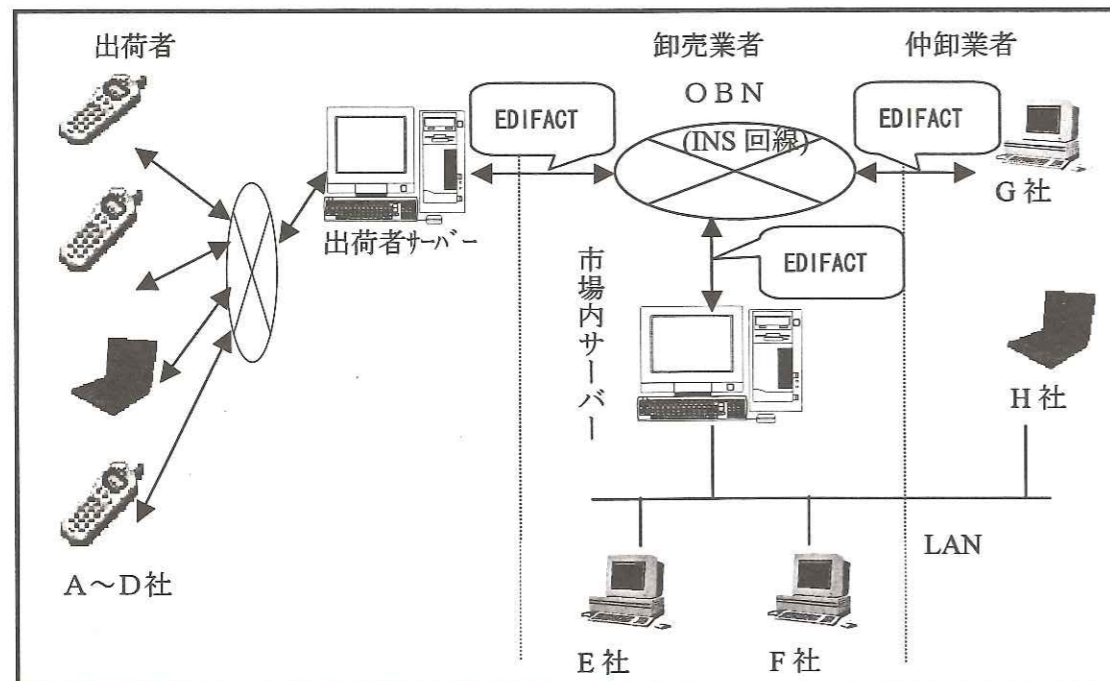 出荷者
卸売業者
仲卸業者
OBN
(INS 回線)
EDIFACT
EDIFACT
G 社
出荷者サーバー
EDIFACT
市場内サーバー
H 社
A～D社
LAN
E 社
F 社